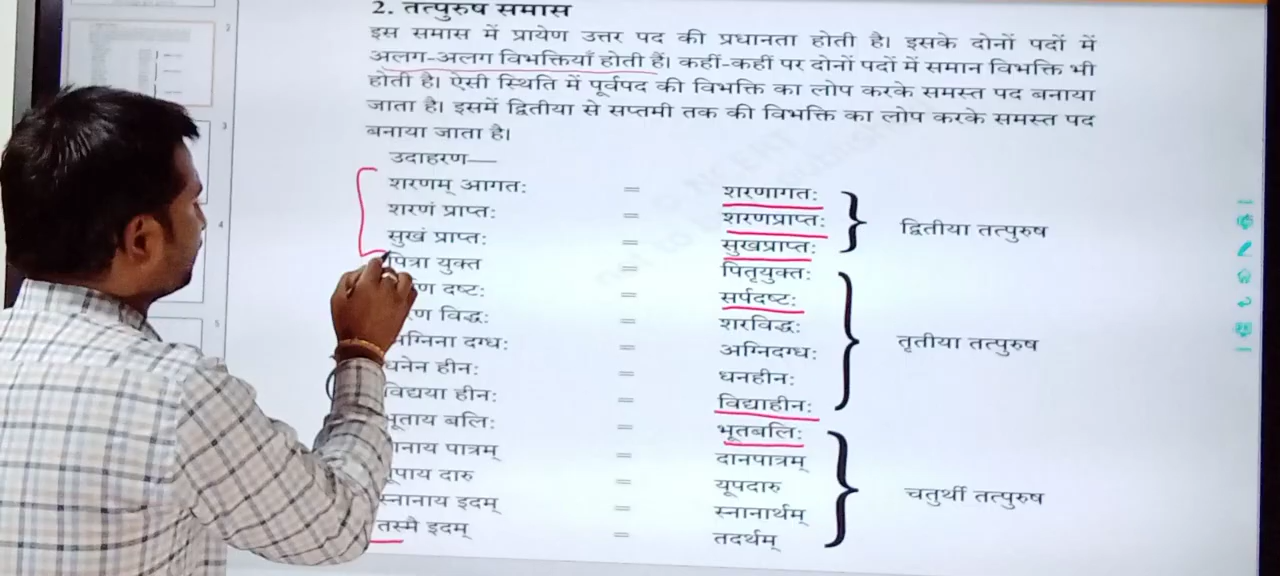 2. तत्पुरुष समास
इस समास में प्रायेण उत्तर पद की प्रधानता होती है। इसके दोनों पदों में
अलग-अलग विभक्तियाँ होती हैं। कहीं-कहीं पर दोनों पदों में समान विभक्ति भी
होती है। ऐसी स्थिति में पूर्वपद की विभक्ति का लोप करके समस्त पद बनाया
जाता है। इसमें द्वितीया से सप्तमी तक की विभक्ति का लोप करके समस्त पद
बनाया जाता है।
उदाहरण—
शरणम् आगतः = शरणागतः
शरणं प्राप्तः = शरणप्राप्तः द्वितीया तत्पुरुष
सुखं प्राप्तः = सुखप्राप्तः
पित्रा युक्त = पितृयुक्तः
दष्टः = सर्पदष्टः
विद्धः = शरविद्धः
दग्धः = अग्निदग्धः तृतीया तत्पुरुष
धनेन हीनः = धनहीनः
विद्यया हीनः = विद्याहीनः
बलिः = भूतबलिः
पात्रम् = दानपात्रम्
दारु = यूपदारु चतुर्थी तत्पुरुष
स्नानाय इदम् = स्नानार्थम्
तस्मै इदम् = तदर्थम्